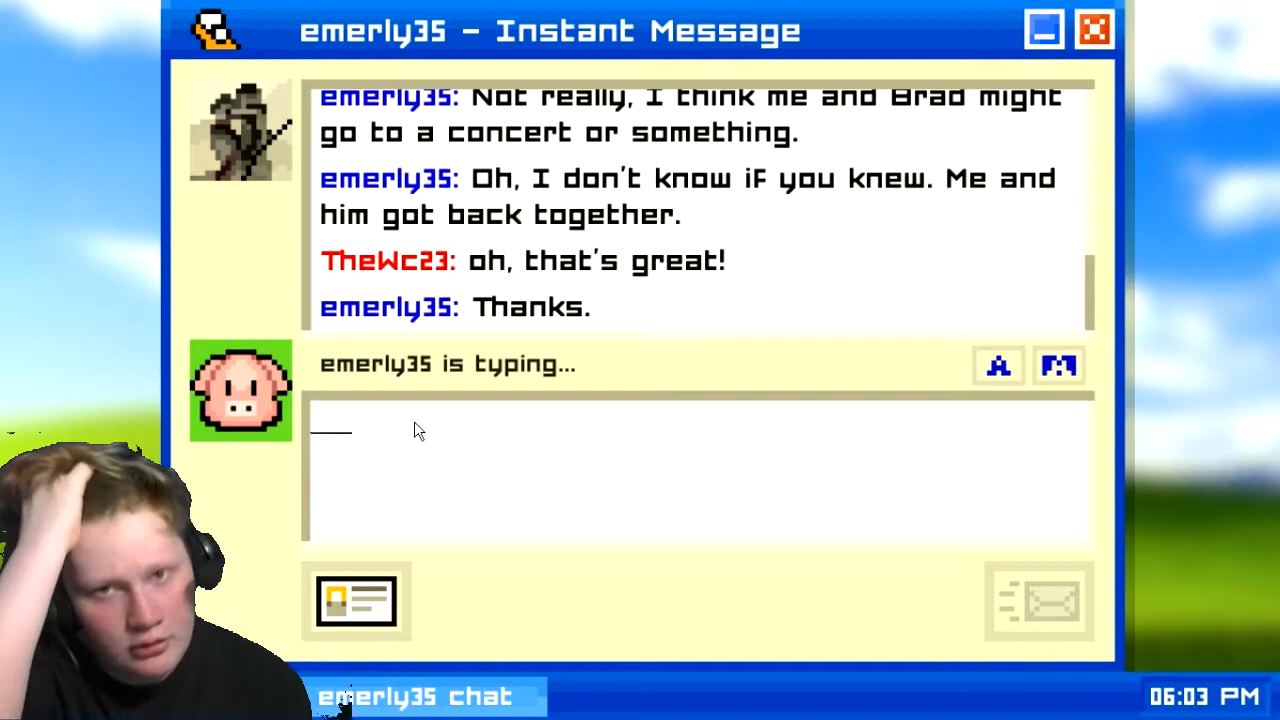 emerly35 - Instant Message
emerly35: Not really, I think me and Brad might
go to a concert or something.
emerly35: Oh, I don't know if you knew. Me and
him got back together.
TheWc23: oh, that's great!
emerly35: Thanks.
emerly35 is typing...
A
emerly35 chat
06:03 PM